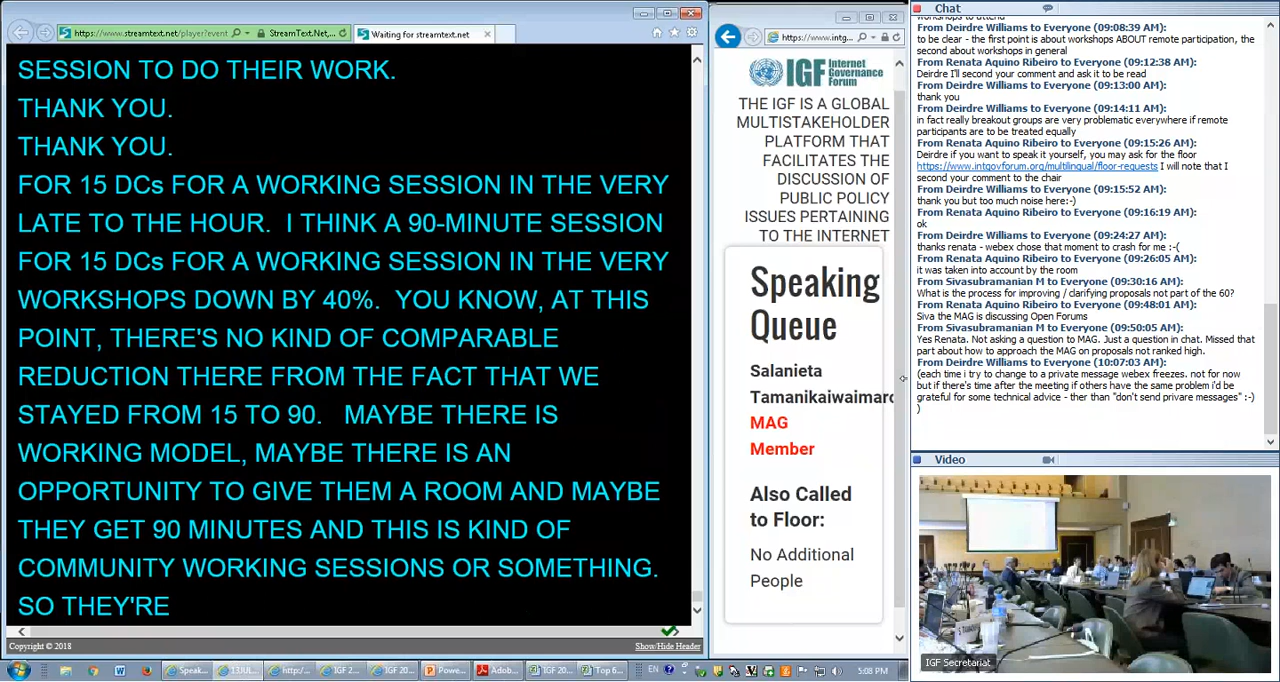 https://www.streamtext.net/player?event
StreamText.Net,
Waiting for streamtext.net
SESSION TO DO THEIR WORK.
THANK YOU.
THANK YOU.
FOR 15 DCs FOR A WORKING SESSION IN THE VERY
LATE TO THE HOUR.  I THINK A 90-MINUTE SESSION
FOR 15 DCs FOR A WORKING SESSION IN THE VERY
WORKSHOPS DOWN BY 40%.  YOU KNOW, AT THIS
POINT, THERE'S NO KIND OF COMPARABLE
REDUCTION THERE FROM THE FACT THAT WE
STAYED FROM 15 TO 90.   MAYBE THERE IS
WORKING MODEL, MAYBE THERE IS AN
OPPORTUNITY TO GIVE THEM A ROOM AND MAYBE
THEY GET 90 MINUTES AND THIS IS KIND OF
COMMUNITY WORKING SESSIONS OR SOMETHING.
SO THEY'RE
Copyright © 2018
Show/Hide Header
https://www.intg...
IGF Internet
Governance
Forum
THE IGF IS A GLOBAL
MULTISTAKEHOLDER
PLATFORM THAT
FACILITATES THE
DISCUSSION OF
PUBLIC POLICY
ISSUES PERTAINING
TO THE INTERNET
Speaking
Queue
Salanieta
Tamanikaiwaimaro
MAG
Member
Also Called
to Floor:
No Additional
People
Chat
workshops to attend
From Deirdre Williams to Everyone (09:08:39 AM):
to be clear - the first point is about workshops ABOUT remote participation, the
second about workshops in general
From Renata Aquino Ribeiro to Everyone (09:12:38 AM):
Deirdre I'll second your comment and ask it to be read
From Deirdre Williams to Everyone (09:13:00 AM):
thank you
From Deirdre Williams to Everyone (09:14:11 AM):
in fact really breakout groups are very problematic everywhere if remote
participants are to be treated equally
From Renata Aquino Ribeiro to Everyone (09:15:26 AM):
Deirdre if you want to speak it yourself, you may ask for the floor
https://www.intgovforum.org/multilingual/floor-requests I will note that I
second your comment to the chair
From Deirdre Williams to Everyone (09:15:52 AM):
thank you but too much noise here:-)
From Renata Aquino Ribeiro to Everyone (09:16:19 AM):
ok
From Deirdre Williams to Everyone (09:24:27 AM):
thanks renata - webex chose that moment to crash for me :-(
From Renata Aquino Ribeiro to Everyone (09:26:05 AM):
it was taken into account by the room
From Sivasubramanian M to Everyone (09:30:16 AM):
What is the process for improving / clarifying proposals not part of the 60?
From Renata Aquino Ribeiro to Everyone (09:48:01 AM):
Siva the MAG is discussing Open Forums
From Sivasubramanian M to Everyone (09:50:05 AM):
Yes Renata. Not asking a question to MAG. Just a question in chat. Missed that
part about how to approach the MAG on proposals not ranked high.
From Deirdre Williams to Everyone (10:07:03 AM):
(each time i try to change to a private message webex freezes. not for now
but if there's time after the meeting if others have the same problem i'd be
grateful for some technical advice - ther than "don't send private messages" :-)
)
Video
IGF Secretariat
Speak...
13JUL...
http:/...
IGF 2...
IGF 20...
Powe...
Adob...
IGF 20...
Top 6...
EN
5:08 PM